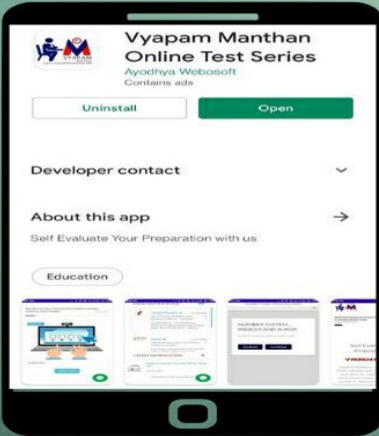 Vyapam Manthan
Online Test Series
Ayodhya Webosoft
Contains ads
Uninstall
Open
Developer contact
About this app
Self Evaluate Your Preparation with us
Education